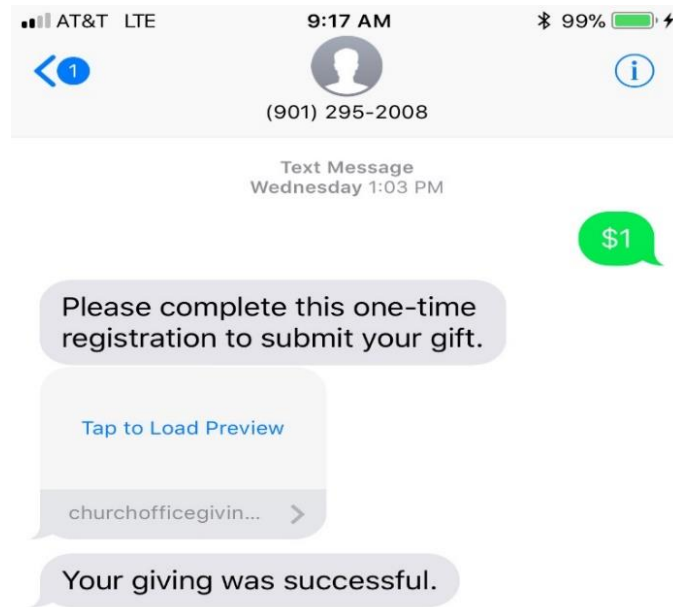 AT&T LTE 9:17 AM 99%
1
(901) 295-2008
Text Message
Wednesday 1:03 PM
$1
Please complete this one-time
registration to submit your gift.
Tap to Load Preview
churchofficegivin...
Your giving was successful.